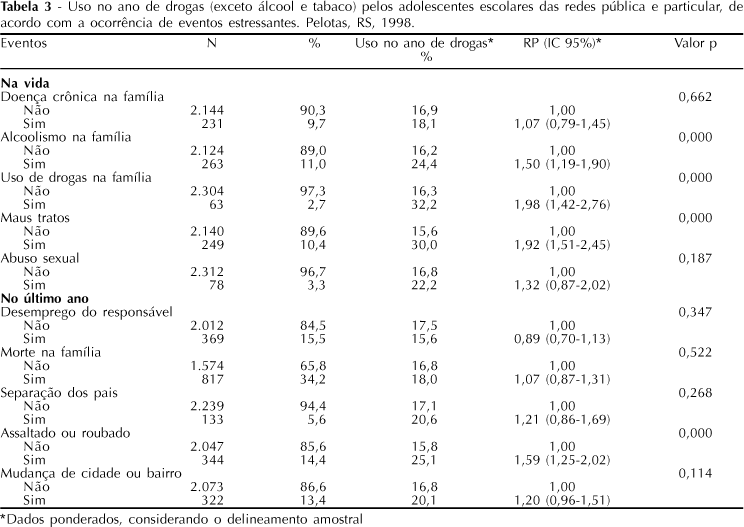 Tabela 3 - Uso no ano de drogas (exceto álcool e tabaco) pelos adolescentes escolares das redes pública e particular, de
acordo com a ocorrência de eventos estressantes. Pelotas, RS, 1998.
Eventos N % Uso no ano de drogas* RP (IC 95%)* Valor p
%
Na vida
Doença crônica na família 0,662
Não 2.144 90,3 16,9 1,00
Sim 231 9,7 18,1 1,07 (0,79-1,45)
Alcoolismo na família 0,000
Não 2.124 89,0 16,2 1,00
Sim 263 11,0 24,4 1,50 (1,19-1,90)
Uso de drogas na família 0,000
Não 2.304 97,3 16,3 1,00
Sim 63 2,7 32,2 1,98 (1,42-2,76)
Maus tratos 0,000
Não 2.140 89,6 15,6 1,00
Sim 249 10,4 30,0 1,92 (1,51-2,45)
Abuso sexual 0,187
Não 2.312 96,7 16,8 1,00
Sim 78 3,3 22,2 1,32 (0,87-2,02)
No último ano
Desemprego do responsável 0,347
Não 2.012 84,5 17,5 1,00
Sim 369 15,5 15,6 0,89 (0,70-1,13)
Morte na família 0,522
Não 1.574 65,8 16,8 1,00
Sim 817 34,2 18,0 1,07 (0,87-1,31)
Separação dos pais 0,268
Não 2.239 94,4 17,1 1,00
Sim 133 5,6 20,6 1,21 (0,86-1,69)
Assaltado ou roubado 0,000
Não 2.047 85,6 15,8 1,00
Sim 344 14,4 25,1 1,59 (1,25-2,02)
Mudança de cidade ou bairro 0,114
Não 2.073 86,6 16,8 1,00
Sim 322 13,4 20,1 1,20 (0,96-1,51)
*Dados ponderados, considerando o delineamento amostral